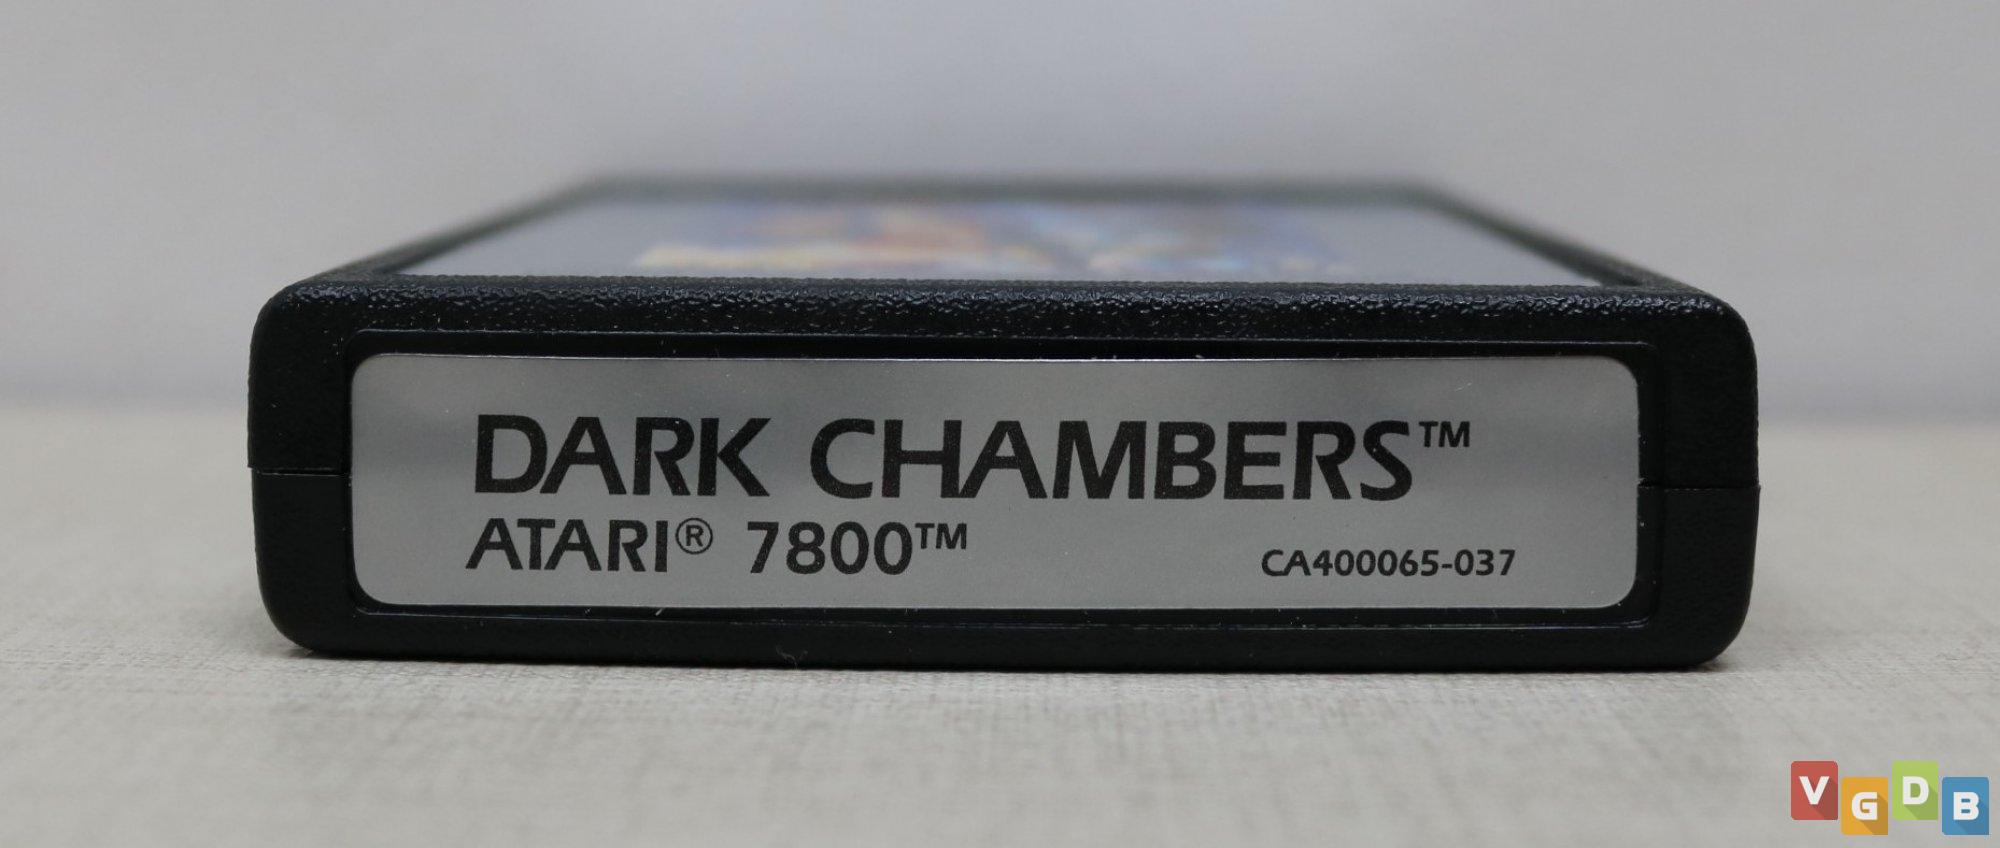 DARK CHAMBERS™
ATARI® 7800™
CA400065-037
VGDB